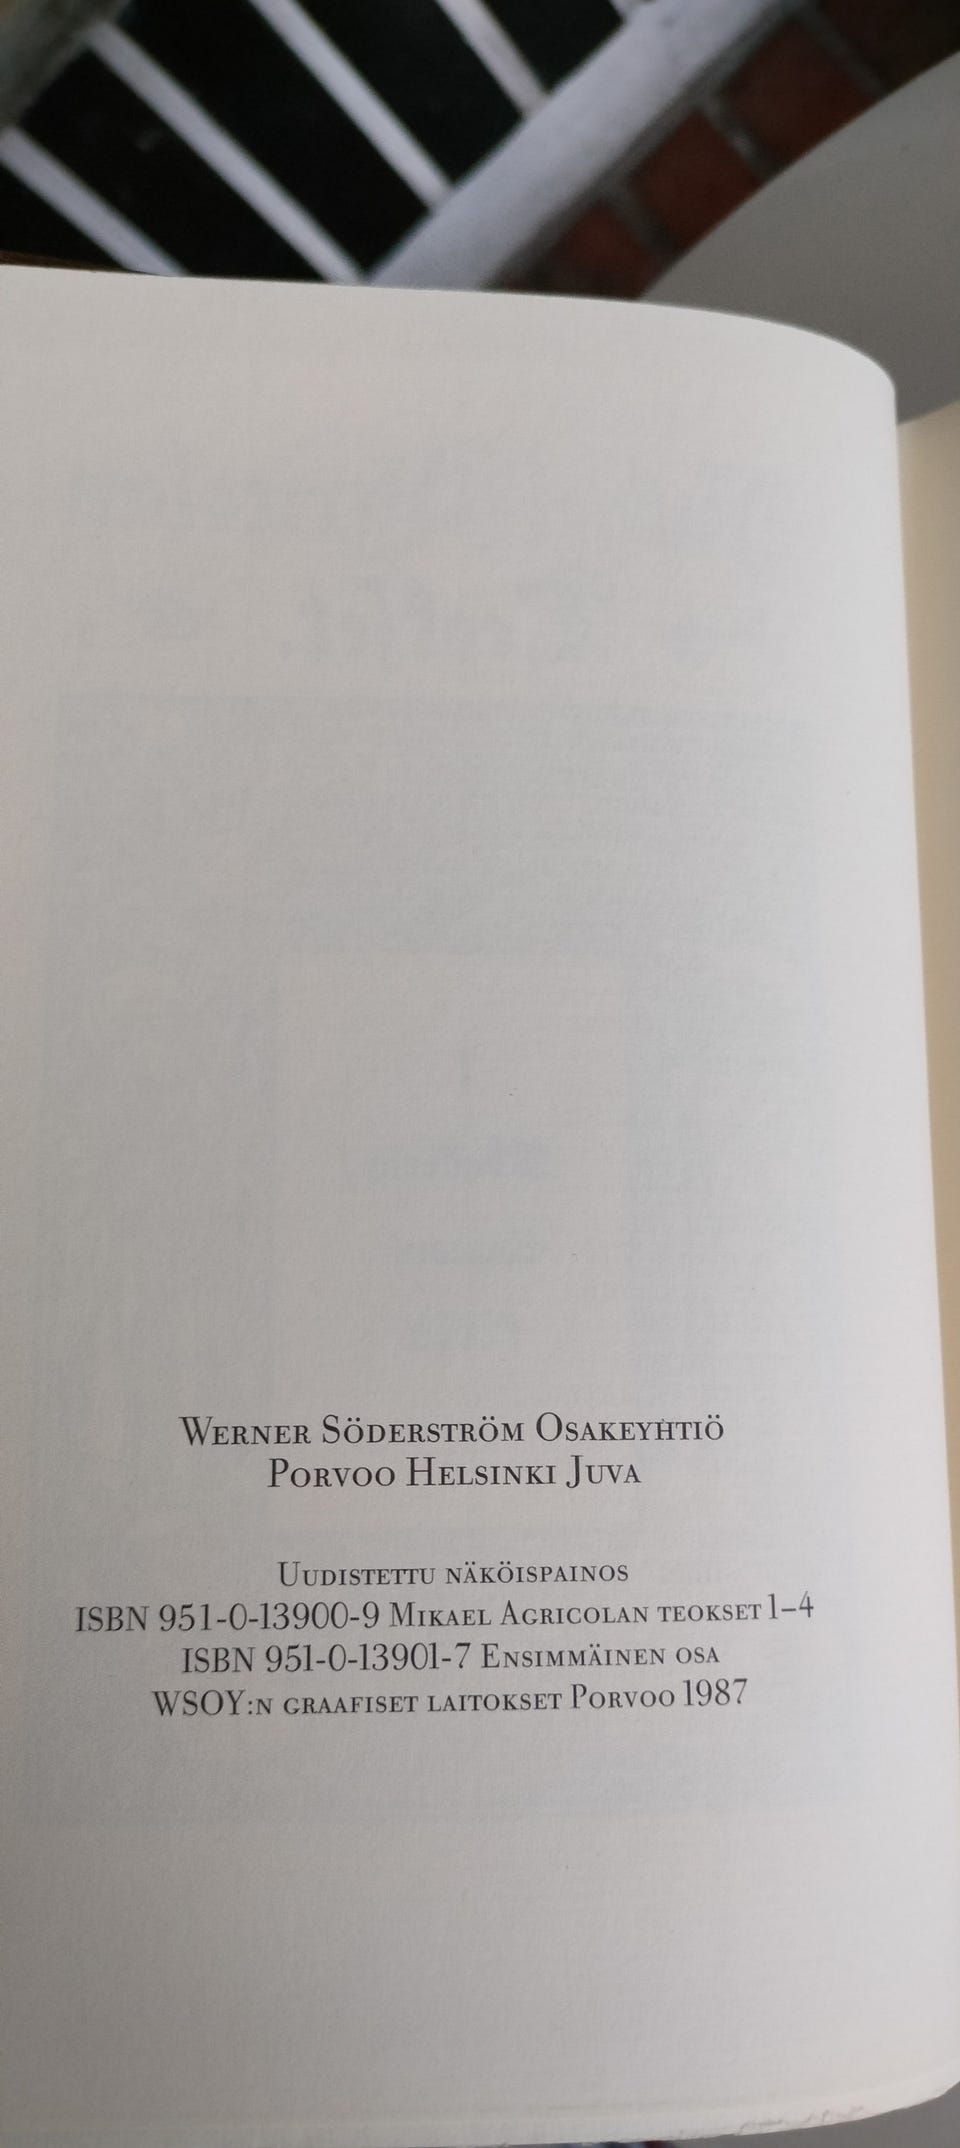 Werner Söderström Osakeyhtiö
Porvoo Helsinki Juva
Uudistettu näköispainos
ISBN 951-0-13900-9 Mikael Agricolan teokset 1–4
ISBN 951-0-13901-7 Ensimmäinen osa
WSOY:n graafiset laitokset Porvoo 1987